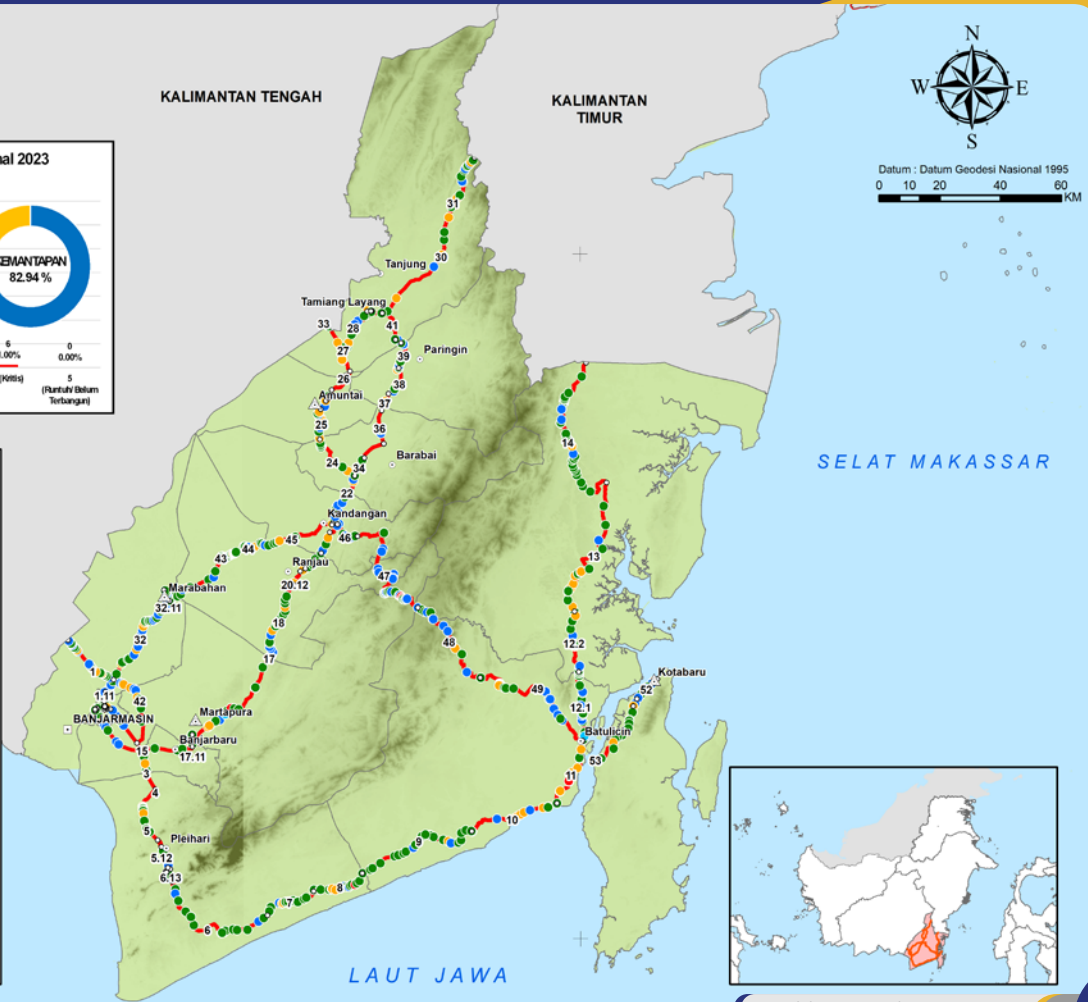 N
W
E
S
KALIMANTAN TENGAH
KALIMANTAN
TIMUR
nal 2023
Datum : Datum Geodesi Nasional 1995
0 10 20 40 60
KM
31
30
KEMANTAPAN
82.94 %
Tanjung
Tamiang Layang
33
28
41
27
39
Paringin
6
0
1.00%
0.00%
(Kritis)
5
(Runtuh/ Belum
Terbangun)
26
38
Amuntai
37
25
36
14
24
34
Barabai
SELAT MAKASSAR
22
Kandangan
45
46
44
43
13
Ranjau
47
20.12
Marabahan
32.11
18
32
48
12.2
17
1
Kotabaru
49
52
1.11
42
12.1
Martapura
BANJARMASIN
Batulicin
Banjarbaru
15
17.11
53
3
11
4
10
5
Pleihari
9
5.12
6.13
8
7
6
LAUT JAWA